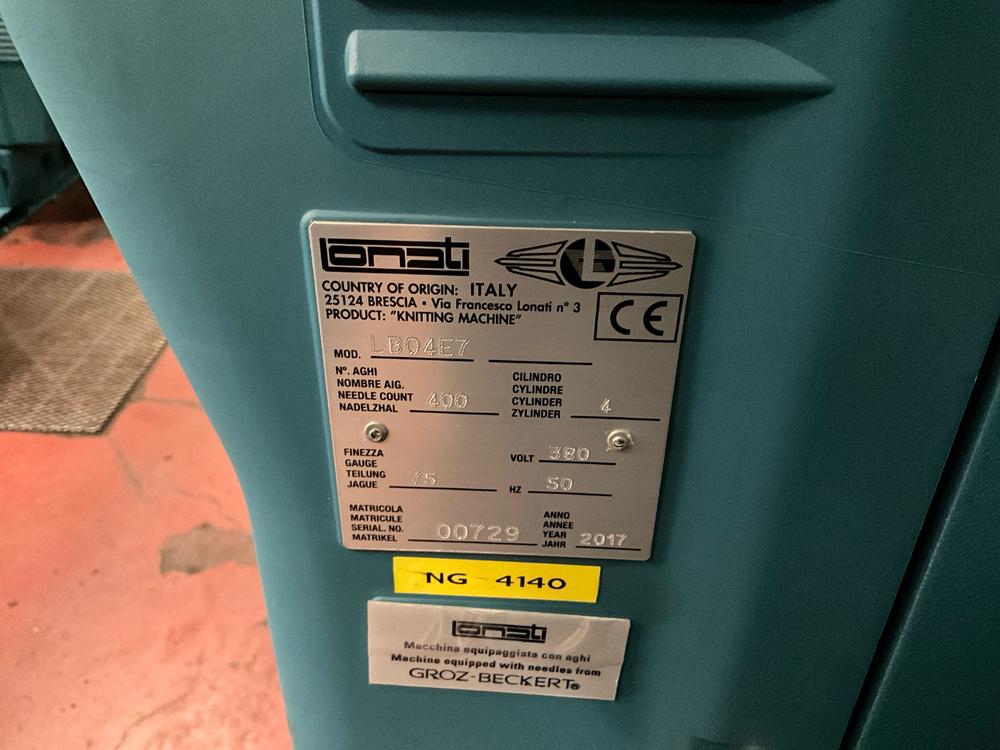 Lonati
COUNTRY OF ORIGIN: ITALY
25124 BRESCIA • Via Francesco Lonati n° 3
PRODUCT: "KNITTING MACHINE"
CE
MOD. LB04E7
N°. AGHI
NOMBRE AIG.
NEEDLE COUNT 400
NADELZHAL
CILINDRO
CYLINDRE
CYLINDER 4
ZYLINDER
FINEZZA
GAUGE
TEILUNG 75
JAGUE
VOLT 380
HZ 50
MATRICOLA
MATRICULE
SERIAL. NO. 00729
MATRIKEL
ANNO
ANNEE
YEAR 2017
JAHR
NG 4140
Lonati
Macchina equipaggista con aghi
Machine equipped with needles from
GROZ-BECKERT®